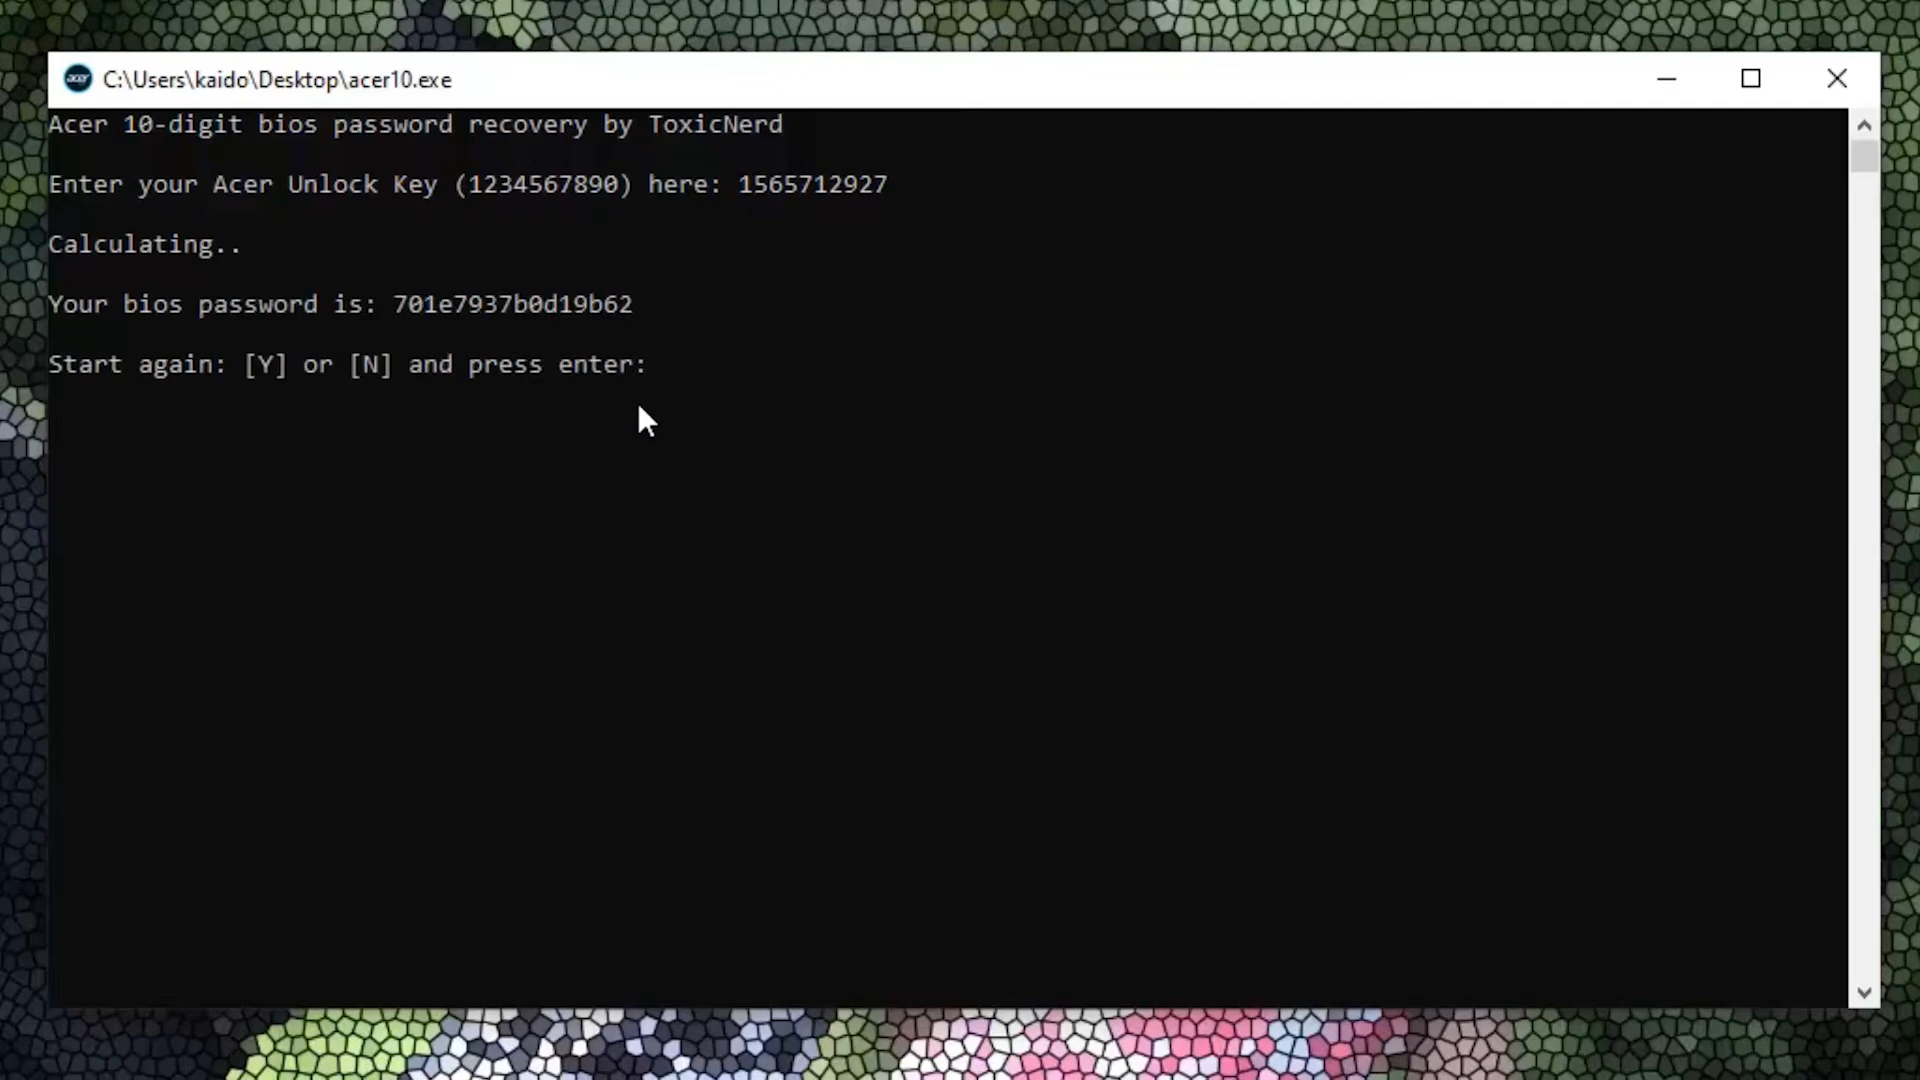 acer C:\Users\kaido\Desktop\acer10.exe
Acer 10-digit bios password recovery by ToxicNerd
Enter your Acer Unlock Key (1234567890) here: 1565712927
Calculating..
Your bios password is: 701e7937b0d19b62
Start again: [Y] or [N] and press enter: